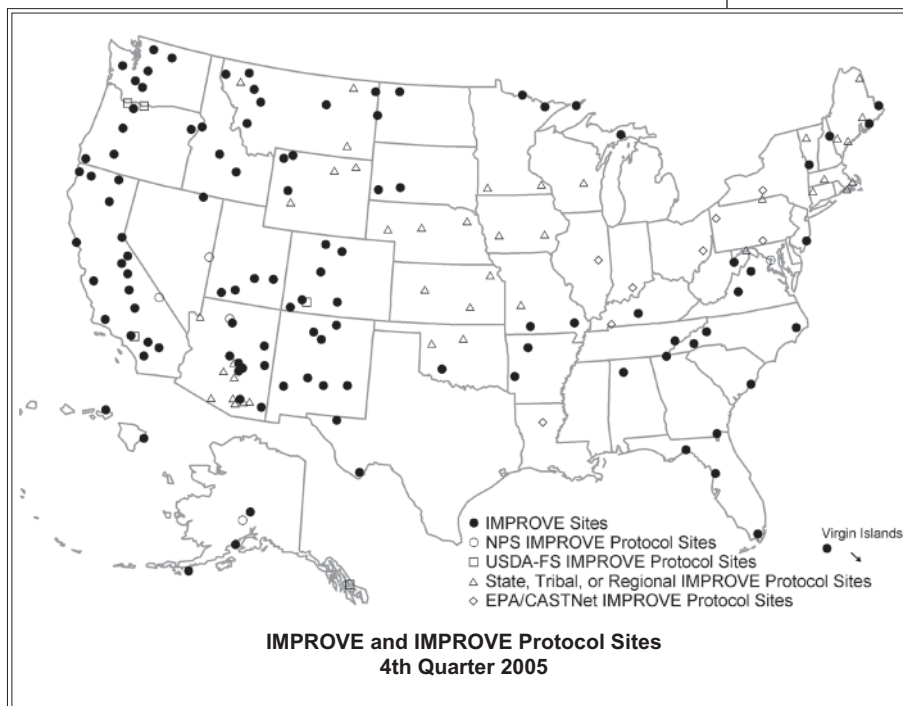 IMPROVE Sites
NPS IMPROVE Protocol Sites
USDA-FS IMPROVE Protocol Sites
State, Tribal, or Regional IMPROVE Protocol Sites
EPA/CASTNet IMPROVE Protocol Sites
Virgin Islands
IMPROVE and IMPROVE Protocol Sites
4th Quarter 2005